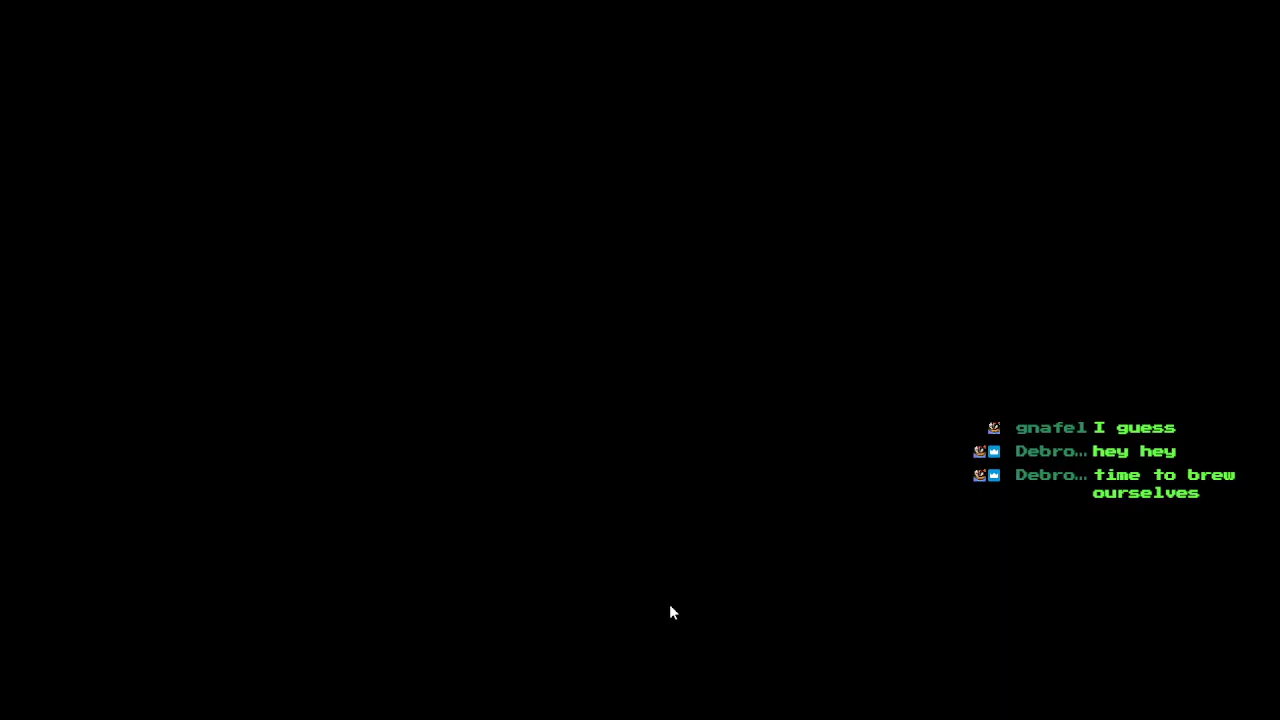 gnafel I guess
Debro… hey hey
Debro… time to brew
ourselves